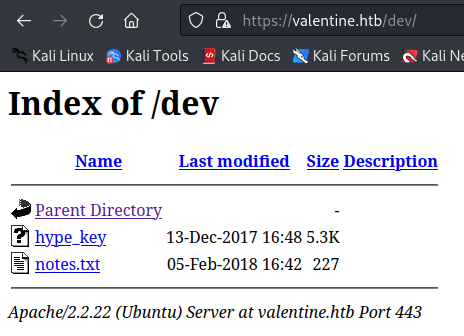 https://valentine.htb/dev/
Kali Linux Kali Tools Kali Docs Kali Forums Kali Ne
Index of /dev
Name Last modified Size Description
Parent Directory -
hype_key 13-Dec-2017 16:48 5.3K
notes.txt 05-Feb-2018 16:42 227
Apache/2.2.22 (Ubuntu) Server at valentine.htb Port 443